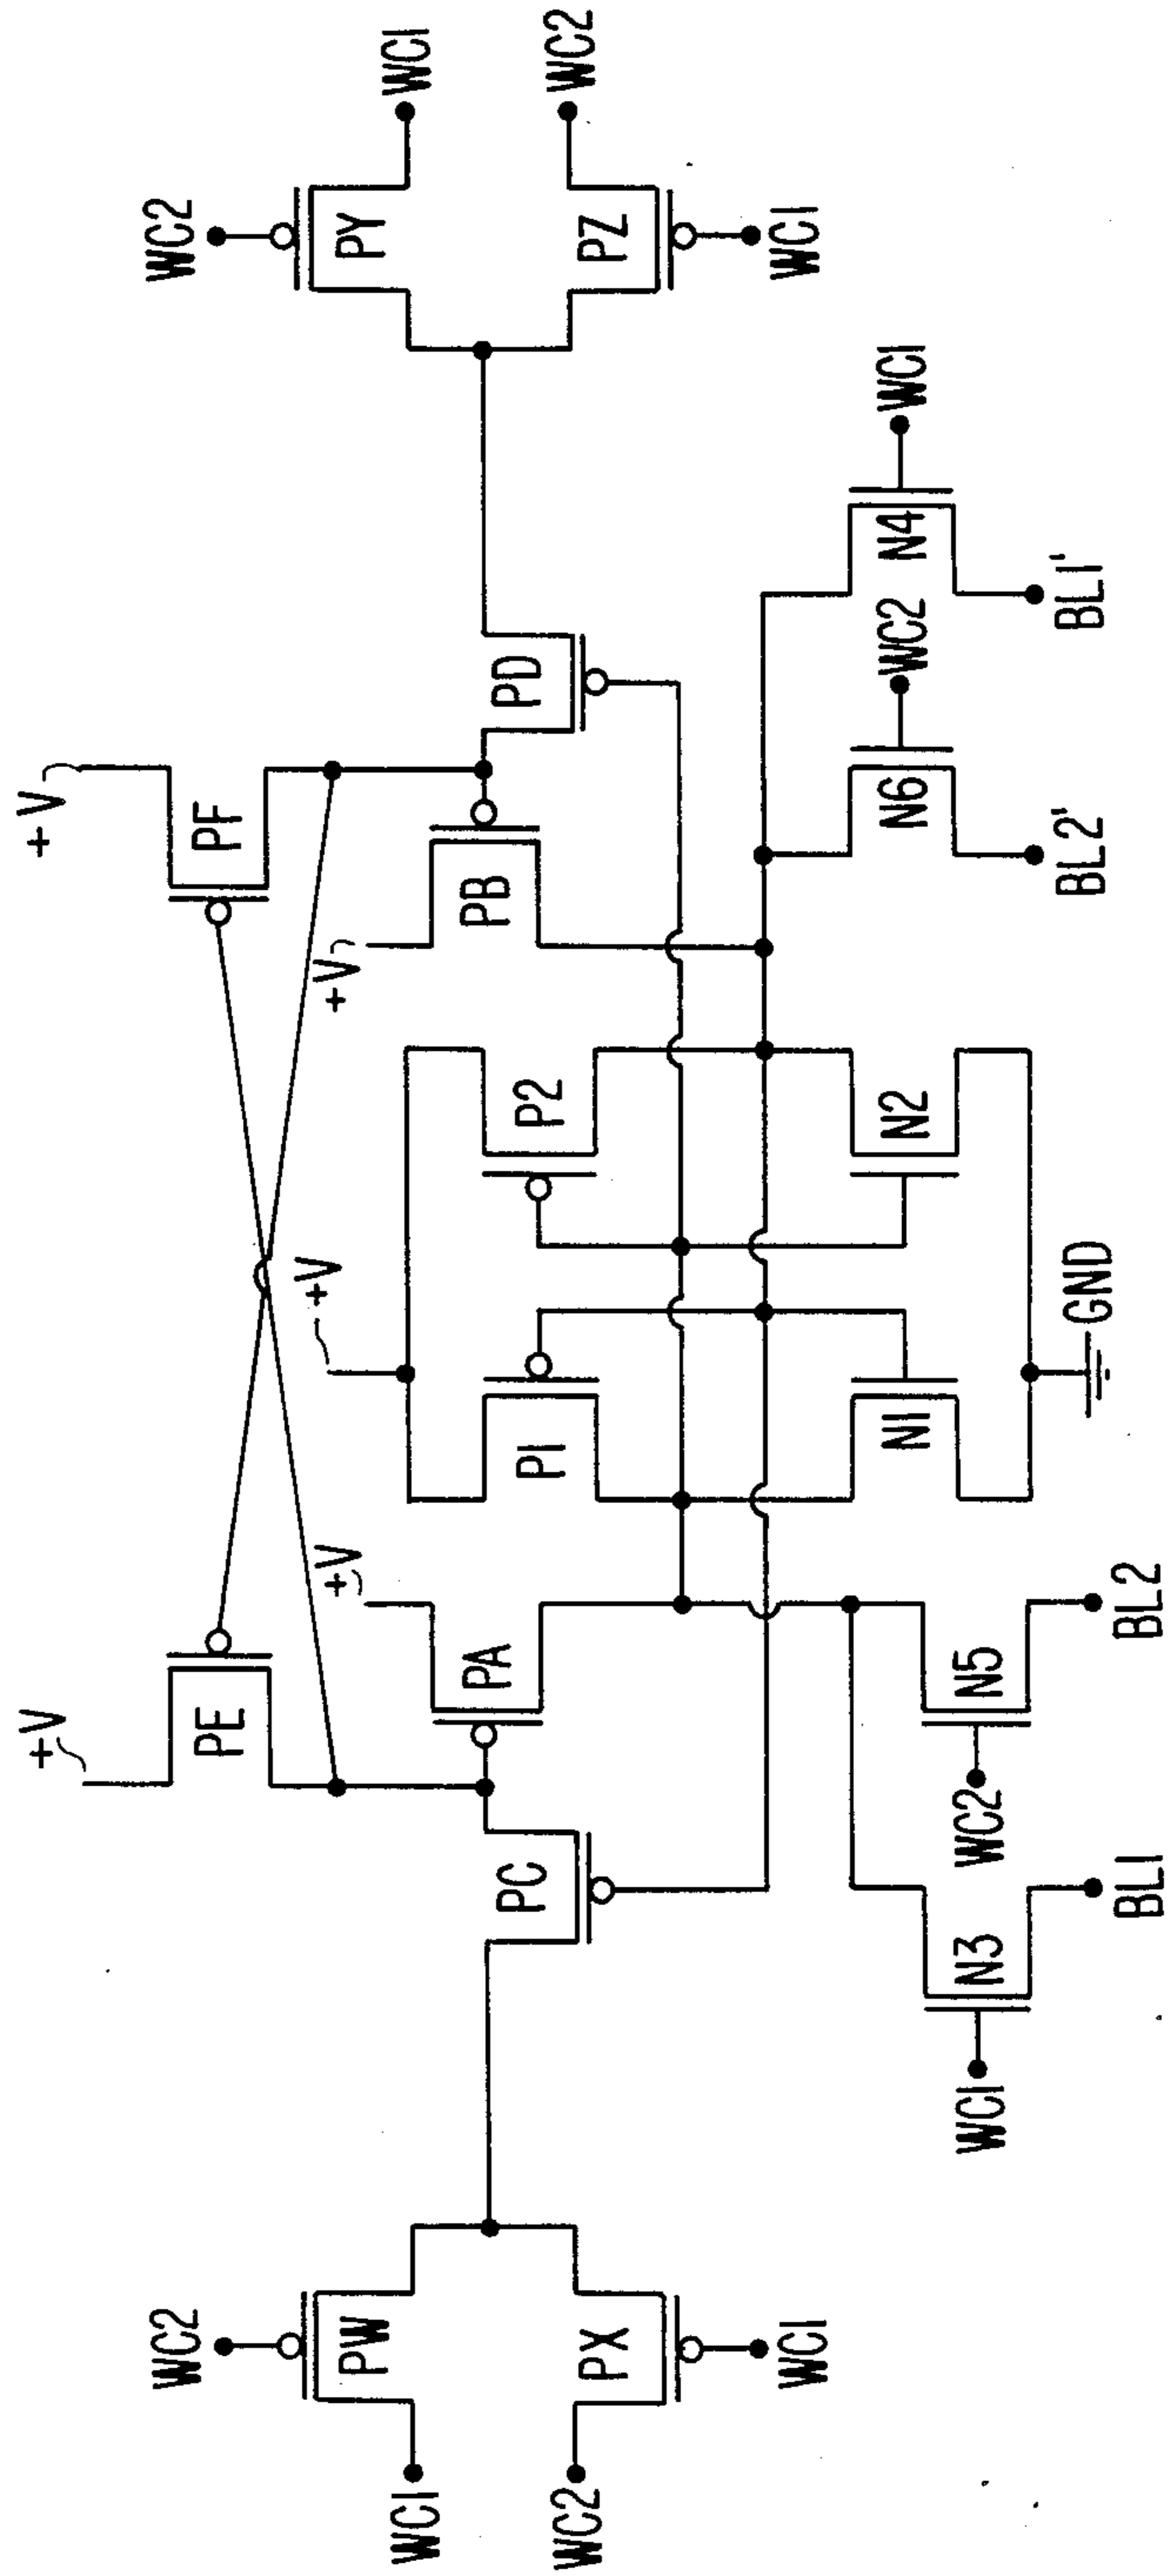 +V
+V
PE
PF
+V
+V
+V
WC2
WC2
PW
PC
PA
P1
P2
PB
PD
PY
WC1
WC1
WC2
PX
PZ
WC2
WC1
WC1
N3
N5
N1
N2
N6
N4
WC1
WC2
WC2
WC1
BL1
BL2
GND
BL2'
BL1'